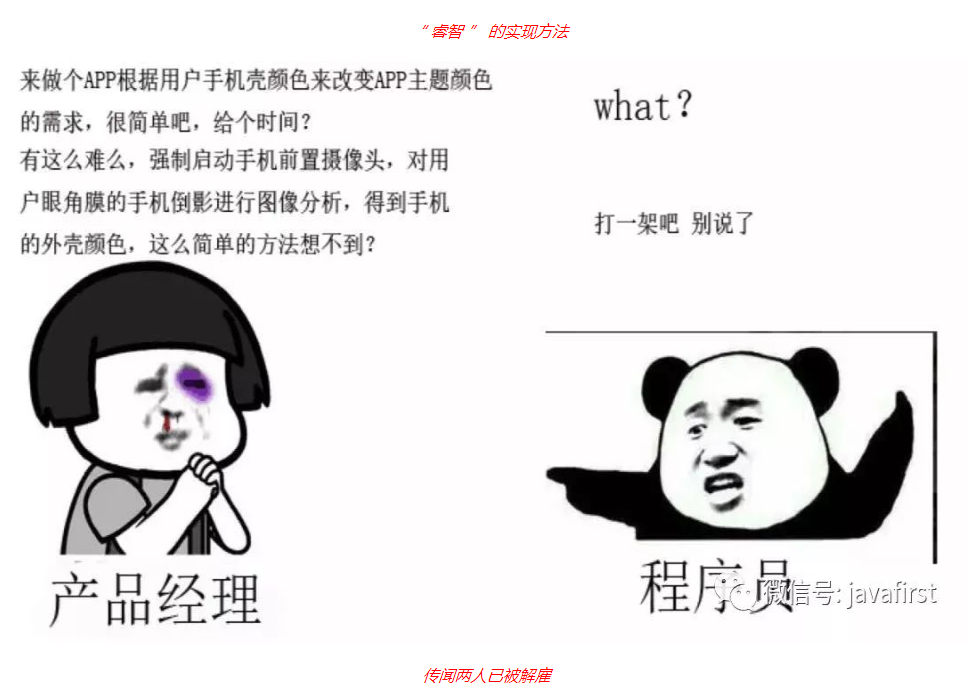 “ 睿智 ” 的实现方法
来做个APP根据用户手机壳颜色来改变APP主题颜色
的需求，很简单吧，给个时间？
what？
有这么难么，强制启动手机前置摄像头，对用
户眼角膜的手机倒影进行图像分析，得到手机
的外壳颜色，这么简单的方法想不到？
打一架吧 别说了
产品经理
程序员
微信号: javafirst
传闻两人已被解雇